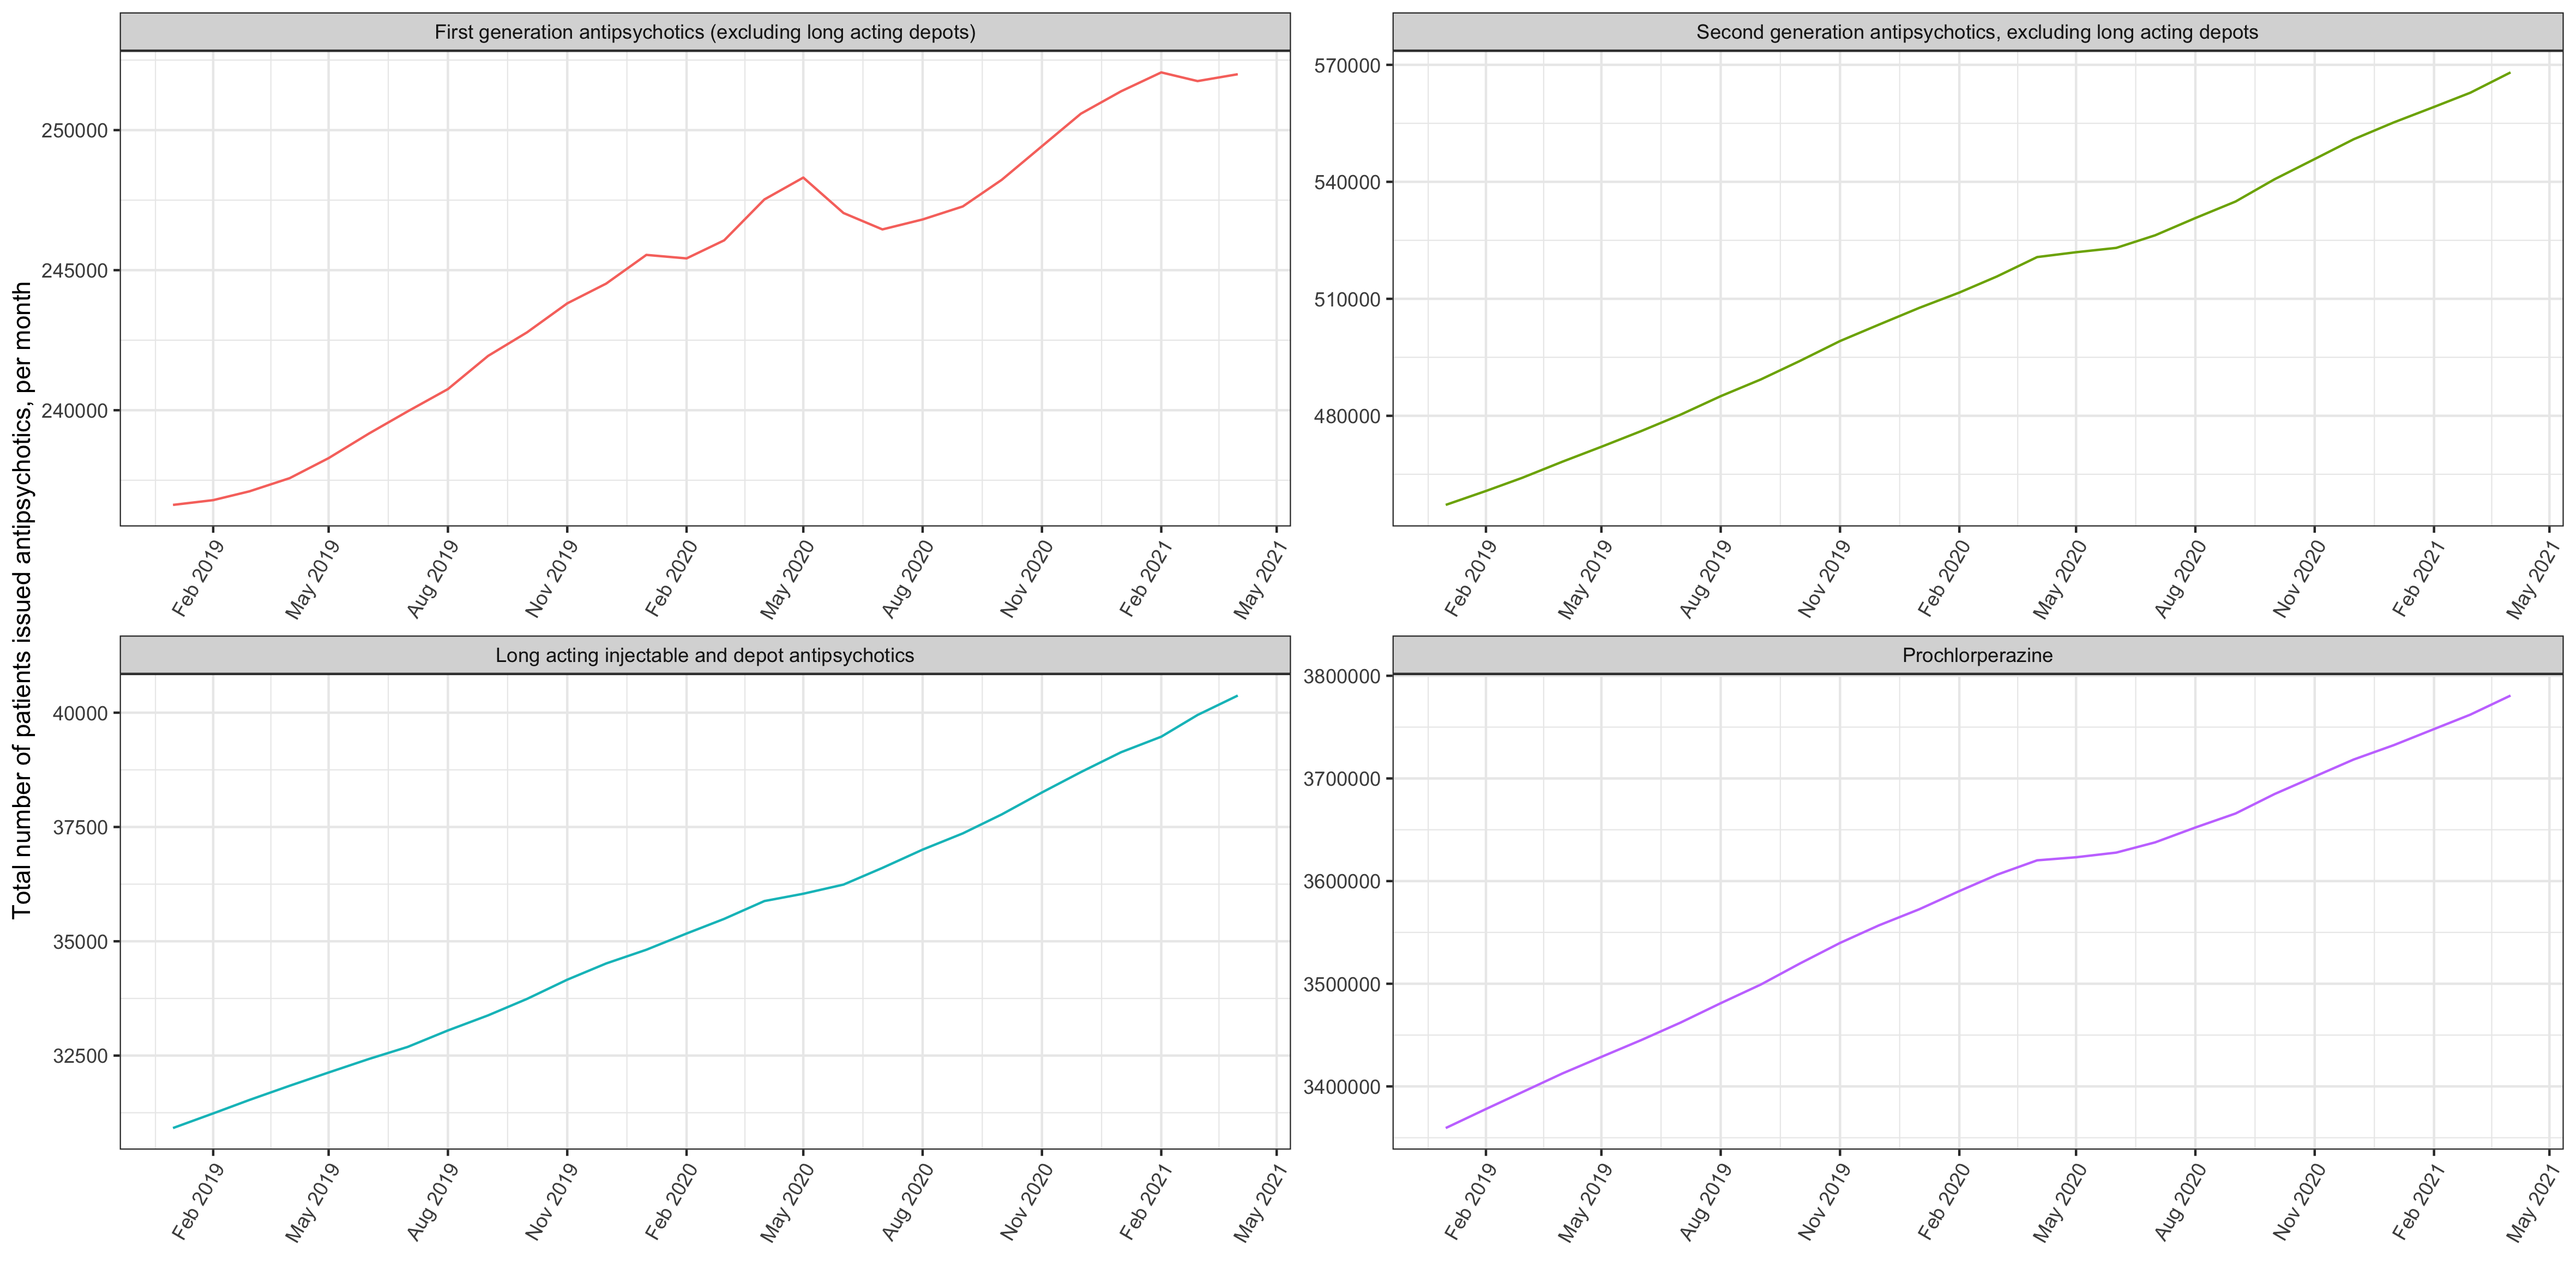 Total number of patients issued antipsychotics, per month
First generation antipsychotics (excluding long acting depots)
250000
245000
240000
Feb 2019
May 2019
Aug 2019
Nov 2019
Feb 2020
May 2020
Aug 2020
Nov 2020
Feb 2021
May 2021
Second generation antipsychotics, excluding long acting depots
570000
540000
510000
480000
Feb 2019
May 2019
Aug 2019
Nov 2019
Feb 2020
May 2020
Aug 2020
Nov 2020
Feb 2021
May 2021
Long acting injectable and depot antipsychotics
40000
37500
35000
32500
Feb 2019
May 2019
Aug 2019
Nov 2019
Feb 2020
May 2020
Aug 2020
Nov 2020
Feb 2021
May 2021
Prochlorperazine
3800000
3700000
3600000
3500000
3400000
Feb 2019
May 2019
Aug 2019
Nov 2019
Feb 2020
May 2020
Aug 2020
Nov 2020
Feb 2021
May 2021